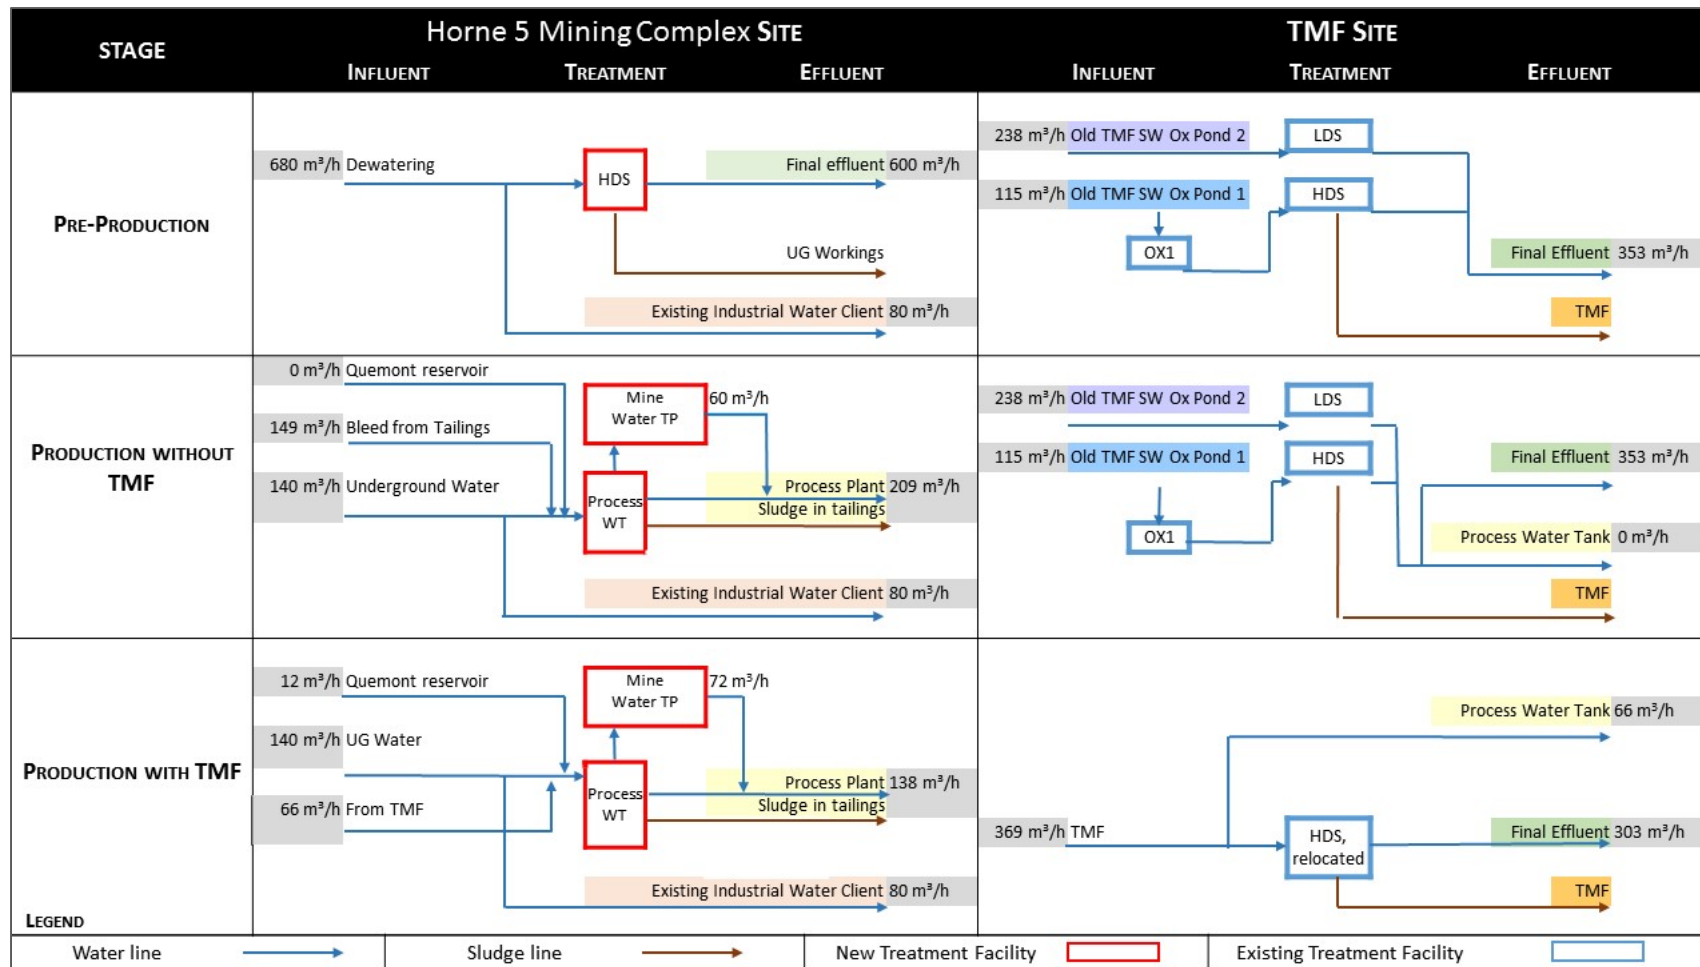 STAGE
Horne 5 Mining Complex SITE
INFLUENT TREATMENT EFFLUENT
TMF SITE
INFLUENT TREATMENT EFFLUENT
PRE-PRODUCTION
680 m³/h Dewatering
HDS
Final effluent 600 m³/h
UG Workings
Existing Industrial Water Client 80 m³/h
238 m³/h Old TMF SW Ox Pond 2
LDS
115 m³/h Old TMF SW Ox Pond 1
HDS
OX1
Final Effluent 353 m³/h
TMF
PRODUCTION WITHOUT
TMF
0 m³/h Quemont reservoir
149 m³/h Bleed from Tailings
140 m³/h Underground Water
Mine
Water TP
60 m³/h
Process
WT
Process Plant 209 m³/h
Sludge in tailings
Existing Industrial Water Client 80 m³/h
238 m³/h Old TMF SW Ox Pond 2
LDS
115 m³/h Old TMF SW Ox Pond 1
HDS
OX1
Final Effluent 353 m³/h
Process Water Tank 0 m³/h
TMF
PRODUCTION WITH TMF
12 m³/h Quemont reservoir
140 m³/h UG Water
66 m³/h From TMF
Mine
Water TP
72 m³/h
Process
WT
Process Plant 138 m³/h
Sludge in tailings
Existing Industrial Water Client 80 m³/h
Process Water Tank 66 m³/h
369 m³/h TMF
HDS,
relocated
Final Effluent 303 m³/h
TMF
LEGEND
Water line
Sludge line
New Treatment Facility
Existing Treatment Facility